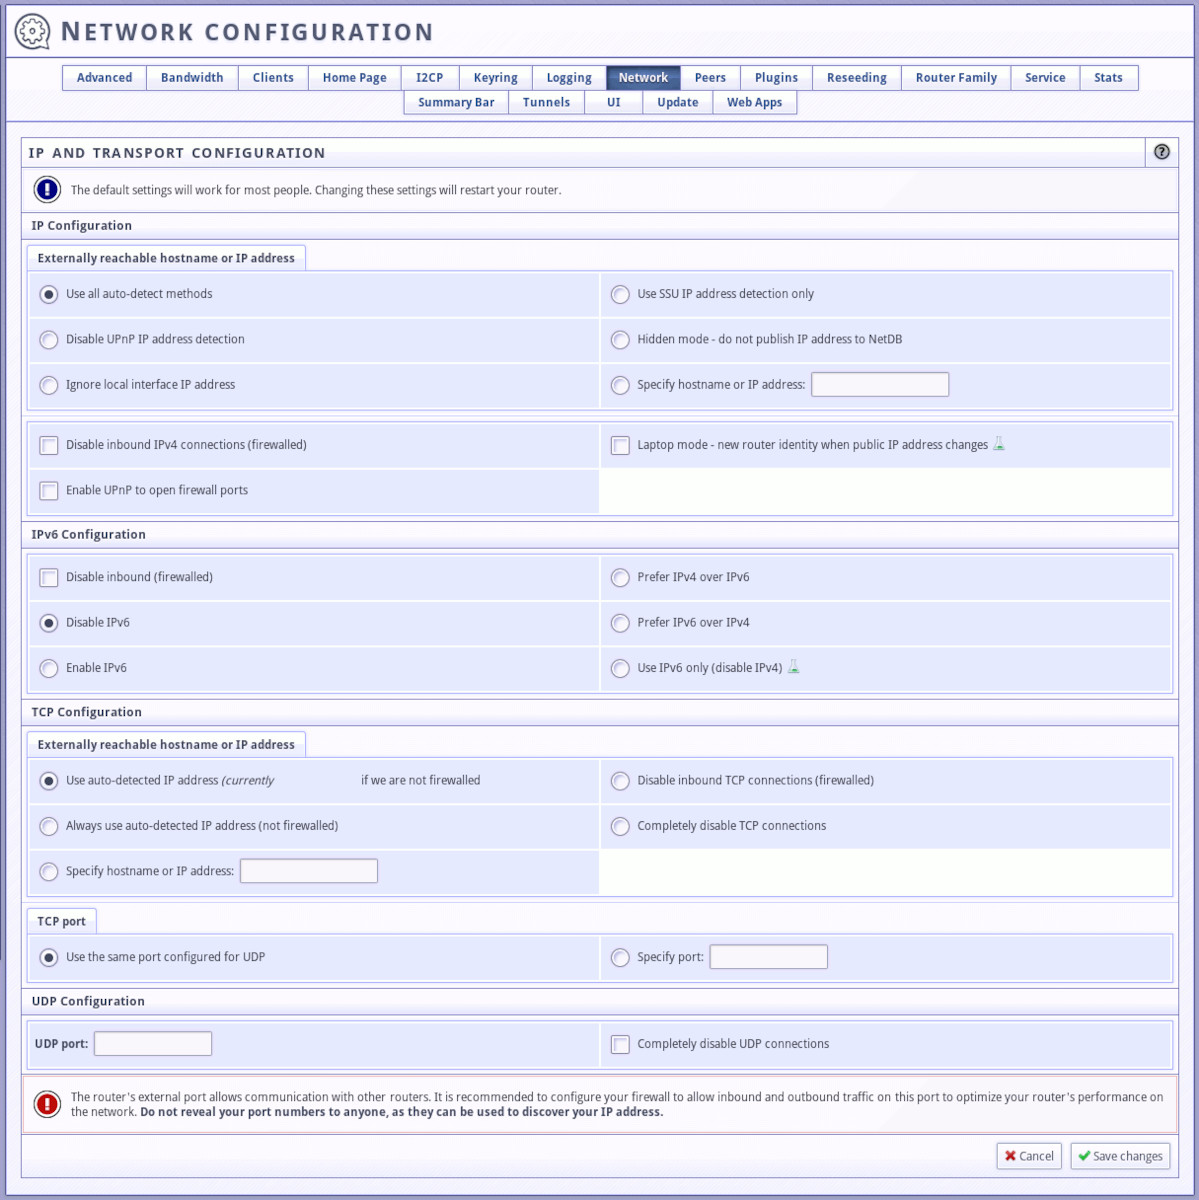 NETWORK CONFIGURATION
Advanced Bandwidth Clients Home Page I2CP Keyring Logging Network Peers Plugins Reseeding Router Family Service Stats
Summary Bar Tunnels UI Update Web Apps
IP AND TRANSPORT CONFIGURATION ?
! The default settings will work for most people. Changing these settings will restart your router.
IP Configuration
Externally reachable hostname or IP address
Use all auto-detect methods Use SSU IP address detection only
Disable UPnP IP address detection Hidden mode - do not publish IP address to NetDB
Ignore local interface IP address Specify hostname or IP address:
Disable inbound IPv4 connections (firewalled) Laptop mode - new router identity when public IP address changes
Enable UPnP to open firewall ports
IPv6 Configuration
Disable inbound (firewalled) Prefer IPv4 over IPv6
Disable IPv6 Prefer IPv6 over IPv4
Enable IPv6 Use IPv6 only (disable IPv4)
TCP Configuration
Externally reachable hostname or IP address
Use auto-detected IP address (currently if we are not firewalled Disable inbound TCP connections (firewalled)
Always use auto-detected IP address (not firewalled) Completely disable TCP connections
Specify hostname or IP address:
TCP port
Use the same port configured for UDP Specify port:
UDP Configuration
UDP port: Completely disable UDP connections
! The router's external port allows communication with other routers. It is recommended to configure your firewall to allow inbound and outbound traffic on this port to optimize your router's performance on
the network. Do not reveal your port numbers to anyone, as they can be used to discover your IP address.
Cancel Save changes